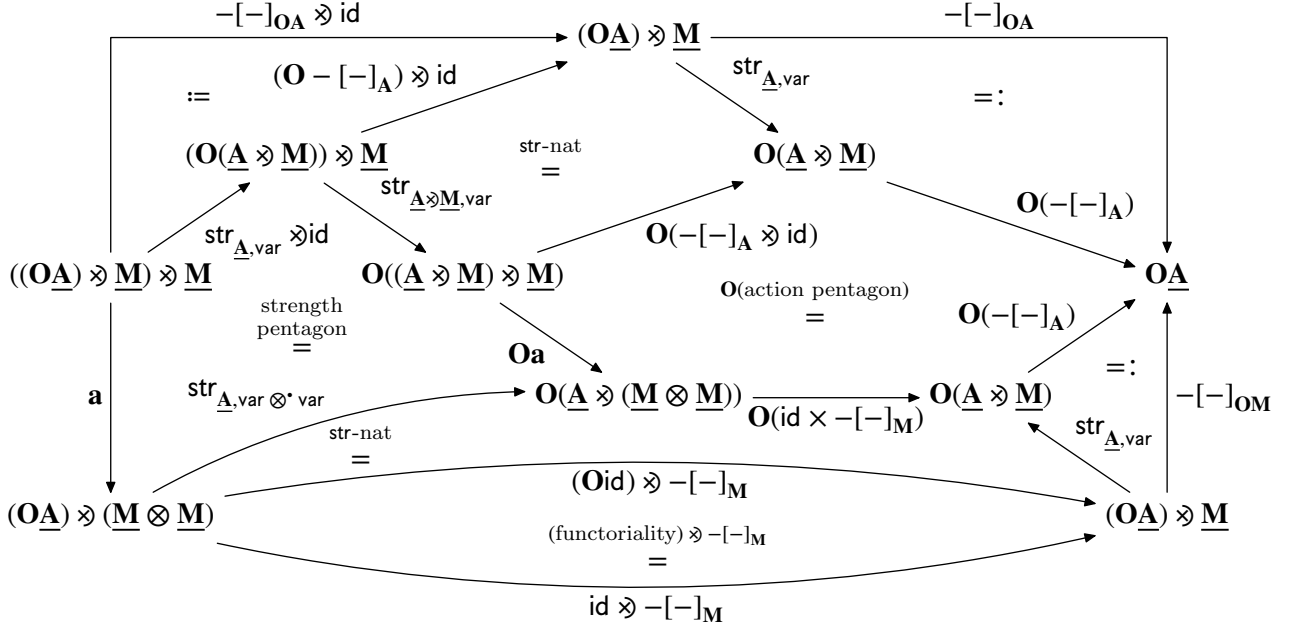 −[−]_OA ⊘ id
−[−]_OA
(OA) ⊘ M
(O − [−]_A) ⊘ id
str_A,var
:=
=:
(O(A ⊘ M)) ⊘ M
str-nat
=
O(A ⊘ M)
str_A⊘M,var
O(−[−]_A)
str_A,var ⊘id
O(−[−]_A ⊘ id)
((OA) ⊘ M) ⊘ M
O((A ⊘ M) ⊘ M)
OA
strength
pentagon
=
O(action pentagon)
=
O(−[−]_A)
Oa
=:
a
str_A,var ⊗• var
O(A ⊘ (M ⊗ M))
O(A ⊘ M)
−[−]_OM
O(id × −[−]_M)
str-nat
=
str_A,var
(Oid) ⊘ −[−]_M
(OA) ⊘ (M ⊗ M)
(OA) ⊘ M
(functoriality) ⊘ −[−]_M
=
id ⊘ −[−]_M